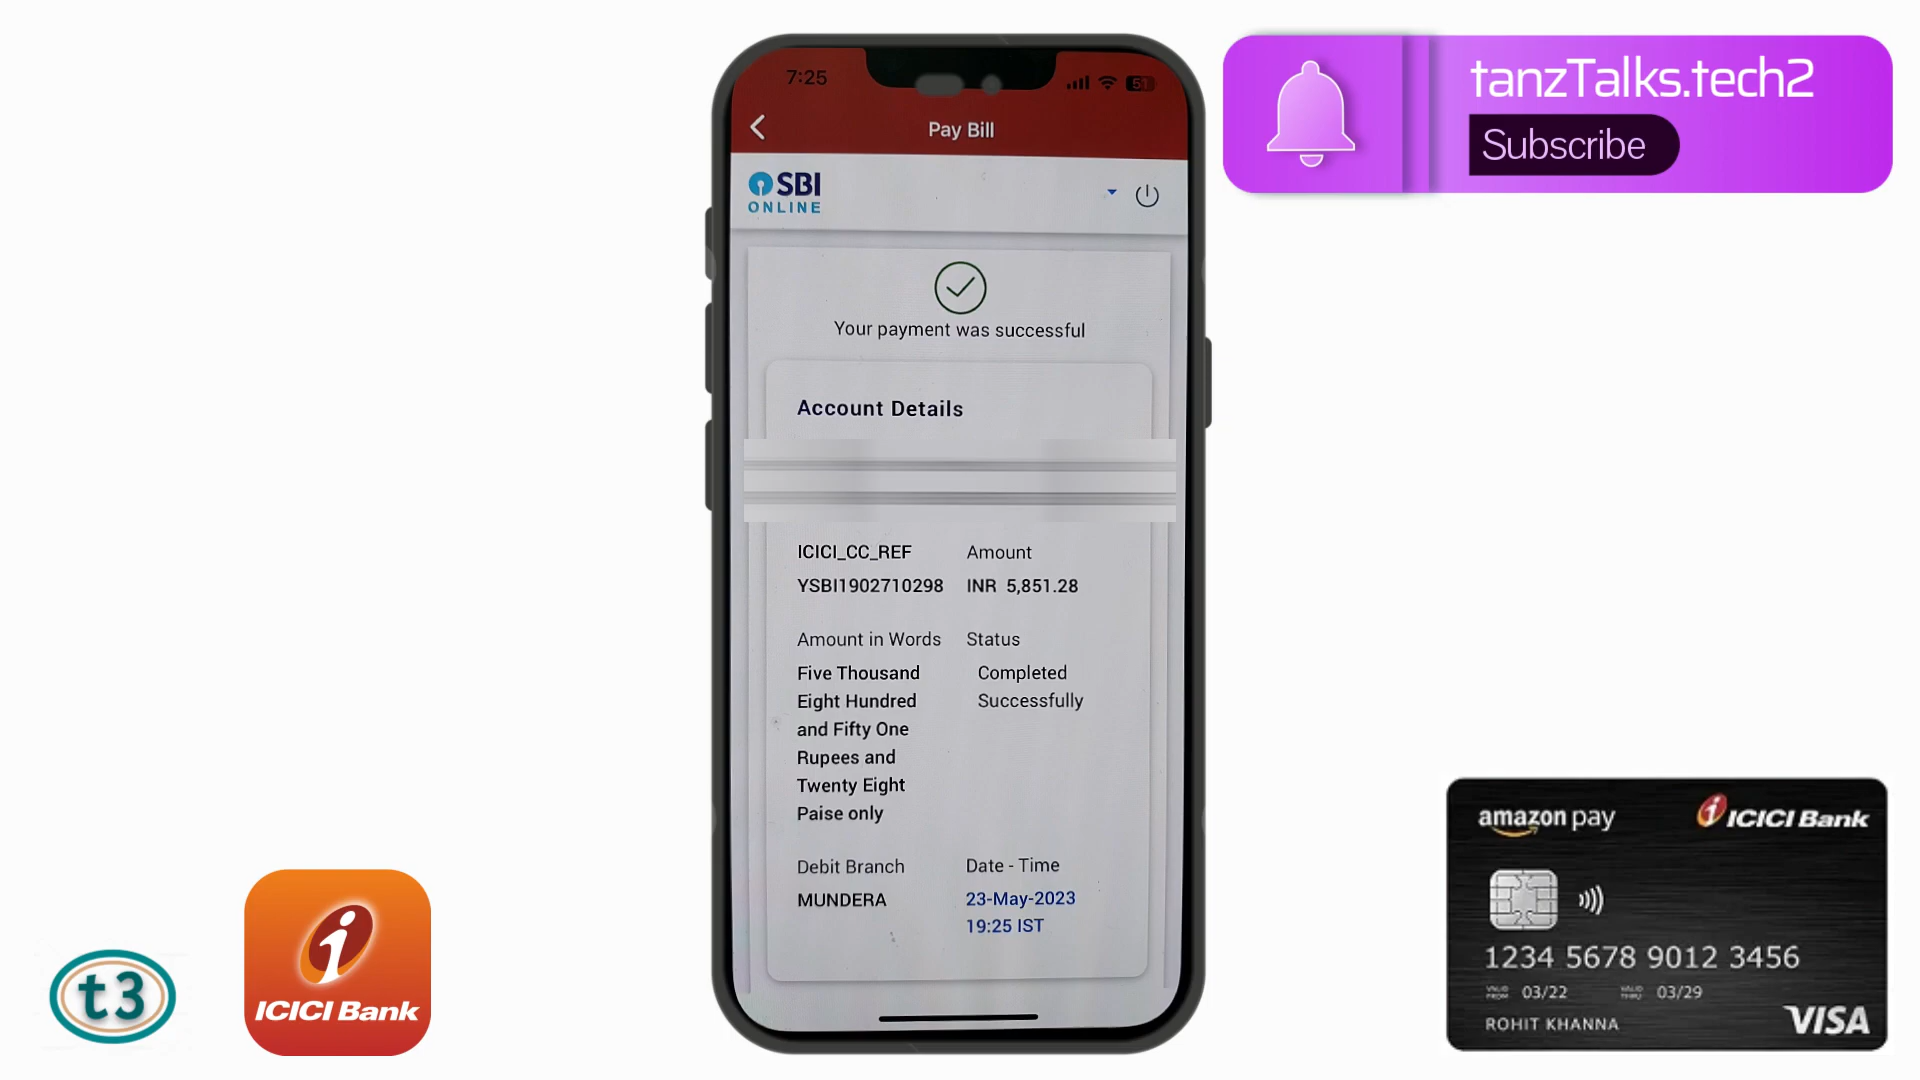 7:25
51
Pay Bill
SBI
ONLINE
Your payment was successful
Account Details
ICICI_CC_REF Amount
YSBI1902710298 INR 5,851.28
Amount in Words Status
Five Thousand Completed
Eight Hundred Successfully
and Fifty One
Rupees and
Twenty Eight
Paise only
Debit Branch Date - Time
MUNDERA 23-May-2023
19:25 IST
tanzTalks.tech2
Subscribe
t3
i
ICICI Bank
amazon pay ICICI Bank
1234 5678 9012 3456
VALID FROM 03/22 VALID THRU 03/29
ROHIT KHANNA VISA